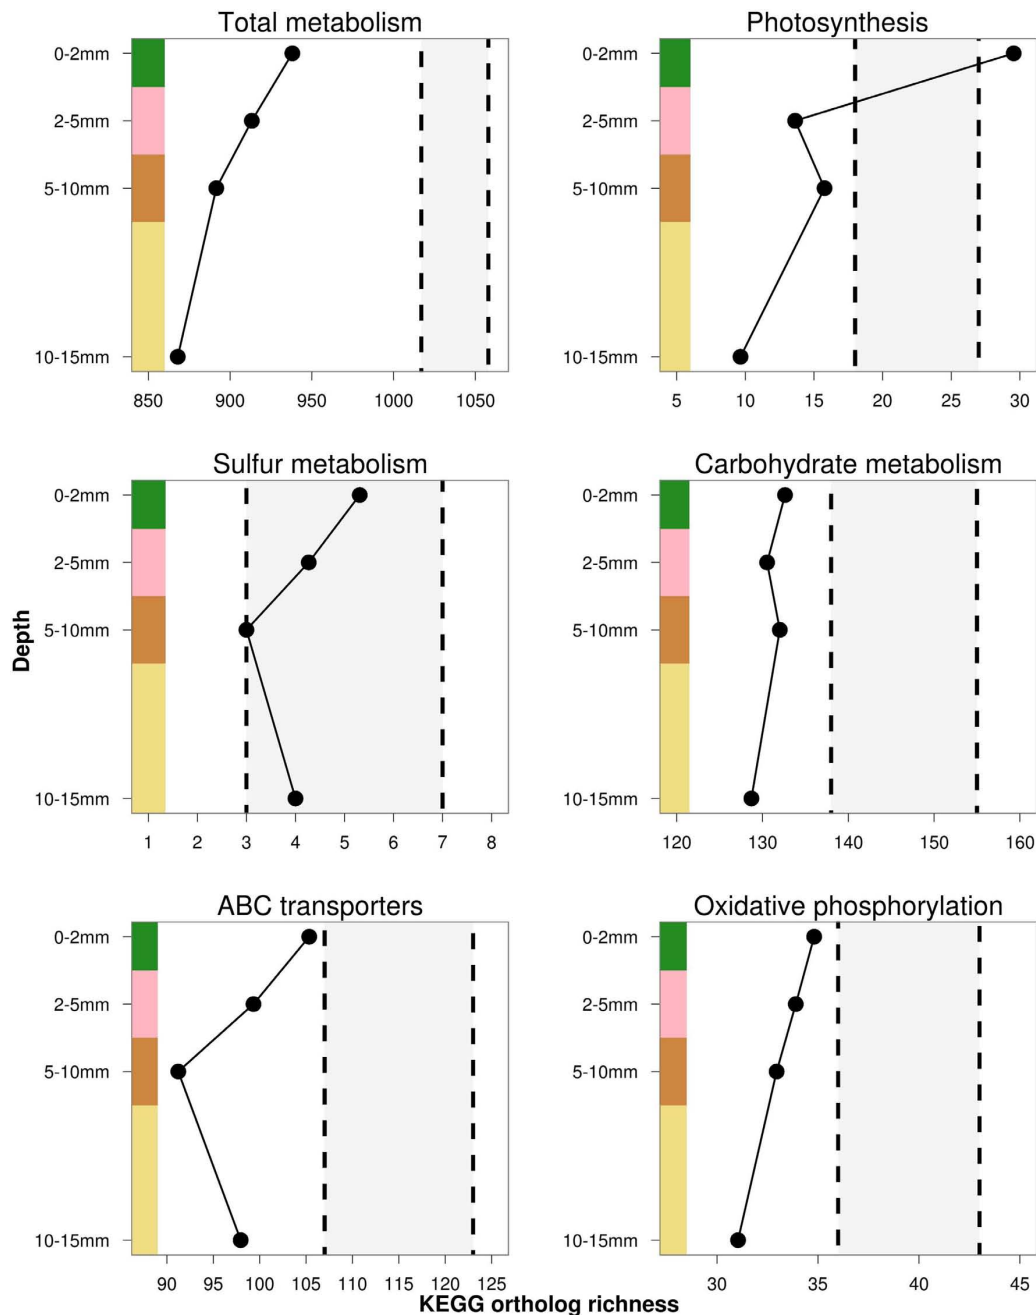 Total metabolism
0-2mm
2-5mm
5-10mm
10-15mm
850 900 950 1000 1050
Photosynthesis
0-2mm
2-5mm
5-10mm
10-15mm
5 10 15 20 25 30
Sulfur metabolism
0-2mm
2-5mm
5-10mm
10-15mm
1 2 3 4 5 6 7 8
Carbohydrate metabolism
0-2mm
2-5mm
5-10mm
10-15mm
120 130 140 150 160
Depth
ABC transporters
0-2mm
2-5mm
5-10mm
10-15mm
90 95 100 105 110 115 120 125
Oxidative phosphorylation
0-2mm
2-5mm
5-10mm
10-15mm
30 35 40 45
KEGG ortholog richness